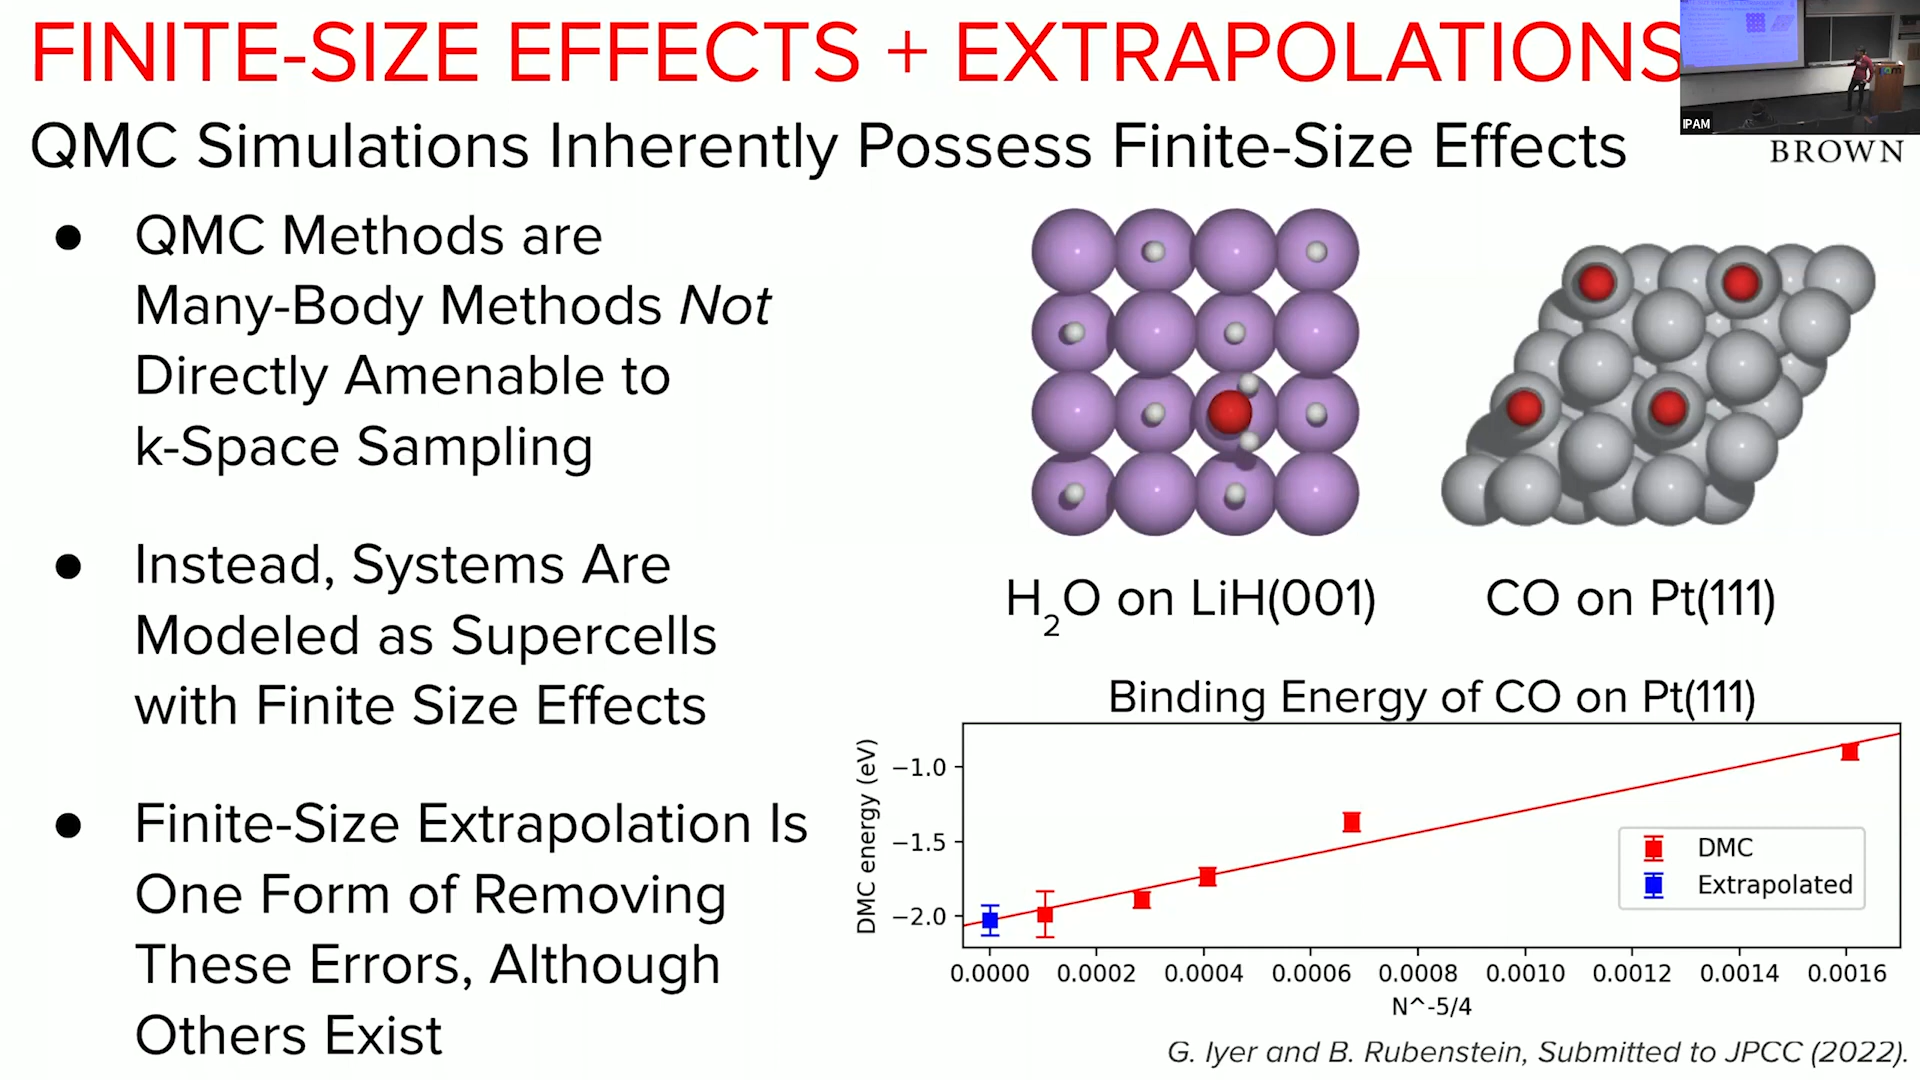 FINITE-SIZE EFFECTS + EXTRAPOLATIONS
IPAM
QMC Simulations Inherently Possess Finite-Size Effects
BROWN
● QMC Methods are
Many-Body Methods Not
Directly Amenable to
k-Space Sampling
● Instead, Systems Are
Modeled as Supercells
with Finite Size Effects
● Finite-Size Extrapolation Is
One Form of Removing
These Errors, Although
Others Exist
H₂O on LiH(001)
CO on Pt(111)
Binding Energy of CO on Pt(111)
DMC energy (eV)
−1.0
−1.5
−2.0
DMC
Extrapolated
0.0000 0.0002 0.0004 0.0006 0.0008 0.0010 0.0012 0.0014 0.0016
N^-5/4
G. Iyer and B. Rubenstein, Submitted to JPCC (2022).